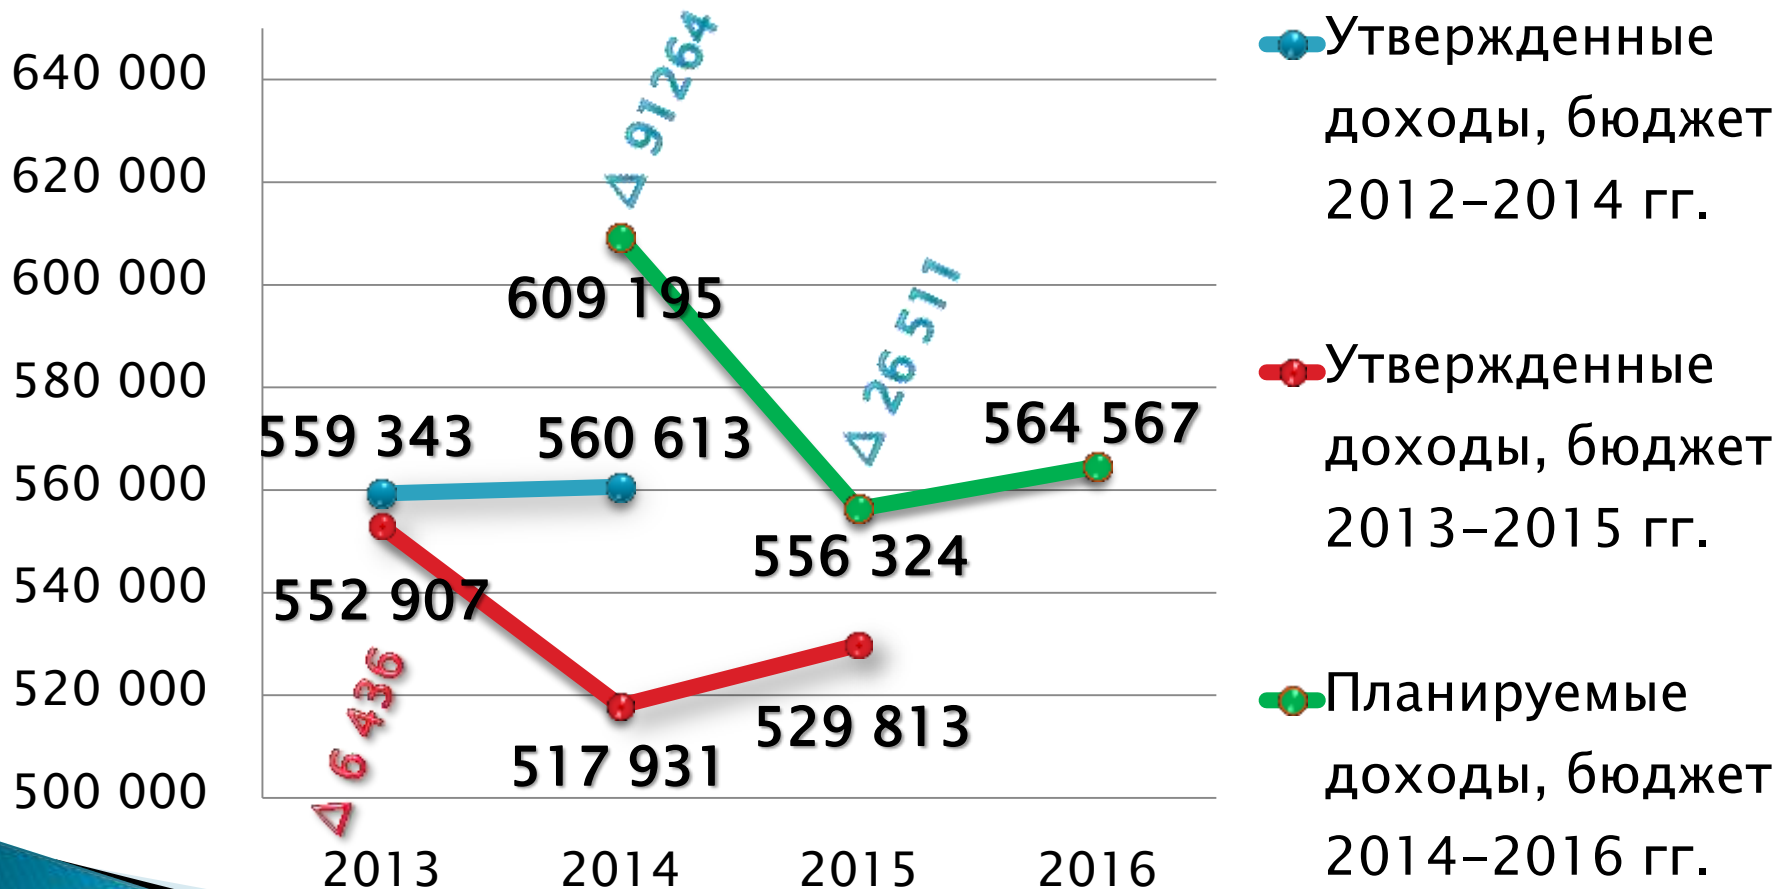 640 000
620 000
600 000
580 000
560 000
540 000
520 000
500 000
Δ 91264
609 195
Δ 26 511
559 343
560 613
564 567
556 324
552 907
Δ 6 436
517 931
529 813
2013
2014
2015
2016
Утвержденные
доходы, бюджет
2012-2014 гг.
Утвержденные
доходы, бюджет
2013-2015 гг.
Планируемые
доходы, бюджет
2014-2016 гг.